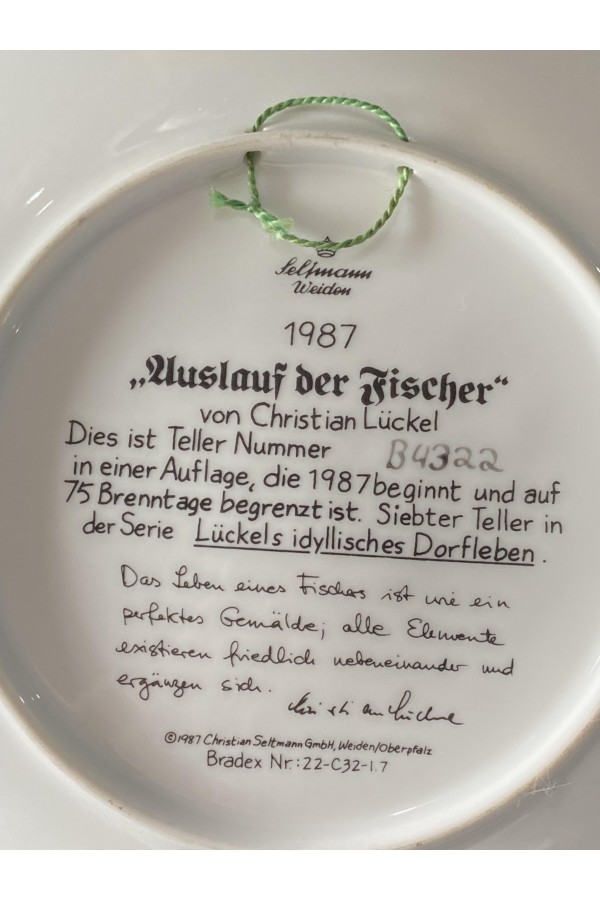 Seltmann
Weiden
1987
„Auslauf der Fischer“
von Christian Lückel
Dies ist Teller Nummer B4322
in einer Auflage, die 1987 beginnt und auf
75 Brenntage begrenzt ist. Siebter Teller in
der Serie Lückels idyllisches Dorfleben.
Das Leben eines Fischers ist wie ein
perfektes Gemälde; alle Elemente
existieren friedlich nebeneinander und
ergänzen sich.
Christian Lückel
©1987 Christian Seltmann GmbH, Weiden/Oberpfalz
Bradex Nr.: 22-C32-1.7